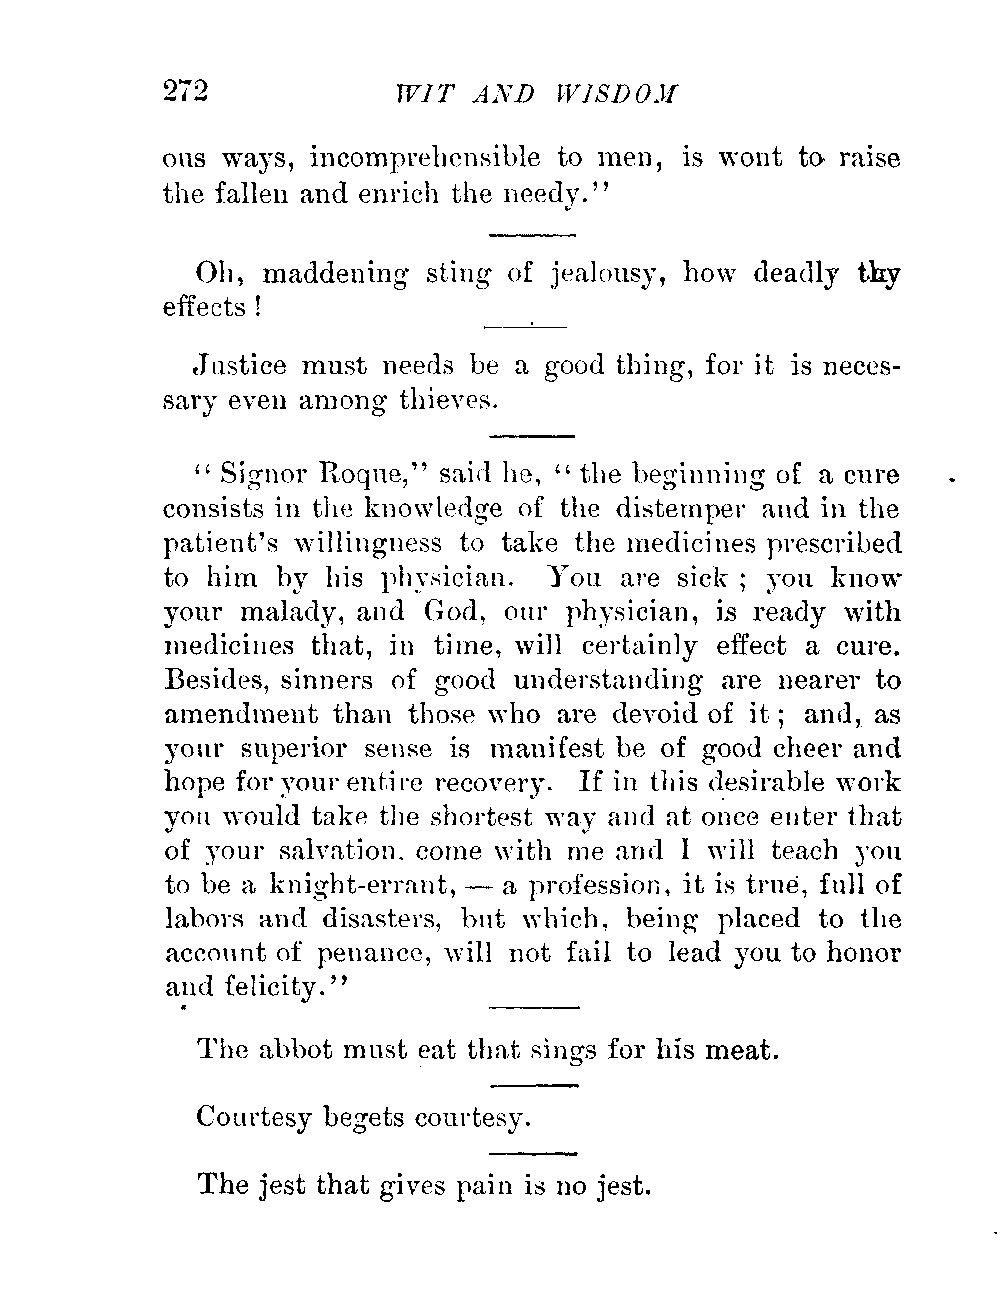 272 WIT AND WISDOM
ous ways, incomprehensible to men, is wont to raise
the fallen and enrich the needy."
Oh, maddening sting of jealousy, how deadly thy
effects!
Justice must needs be a good thing, for it is neces-
sary even among thieves.
"Signor Roque," said he, "the beginning of a cure
consists in the knowledge of the distemper and in the
patient's willingness to take the medicines prescribed
to him by his physician. You are sick; you know
your malady, and God, our physician, is ready with
medicines that, in time, will certainly effect a cure.
Besides, sinners of good understanding are nearer to
amendment than those who are devoid of it; and, as
your superior sense is manifest be of good cheer and
hope for your entire recovery. If in this desirable work
you would take the shortest way and at once enter that
of your salvation, come with me and I will teach you
to be a knight-errant, — a profession, it is true, full of
labors and disasters, but which, being placed to the
account of penance, will not fail to lead you to honor
and felicity."
The abbot must eat that sings for his meat.
Courtesy begets courtesy.
The jest that gives pain is no jest.